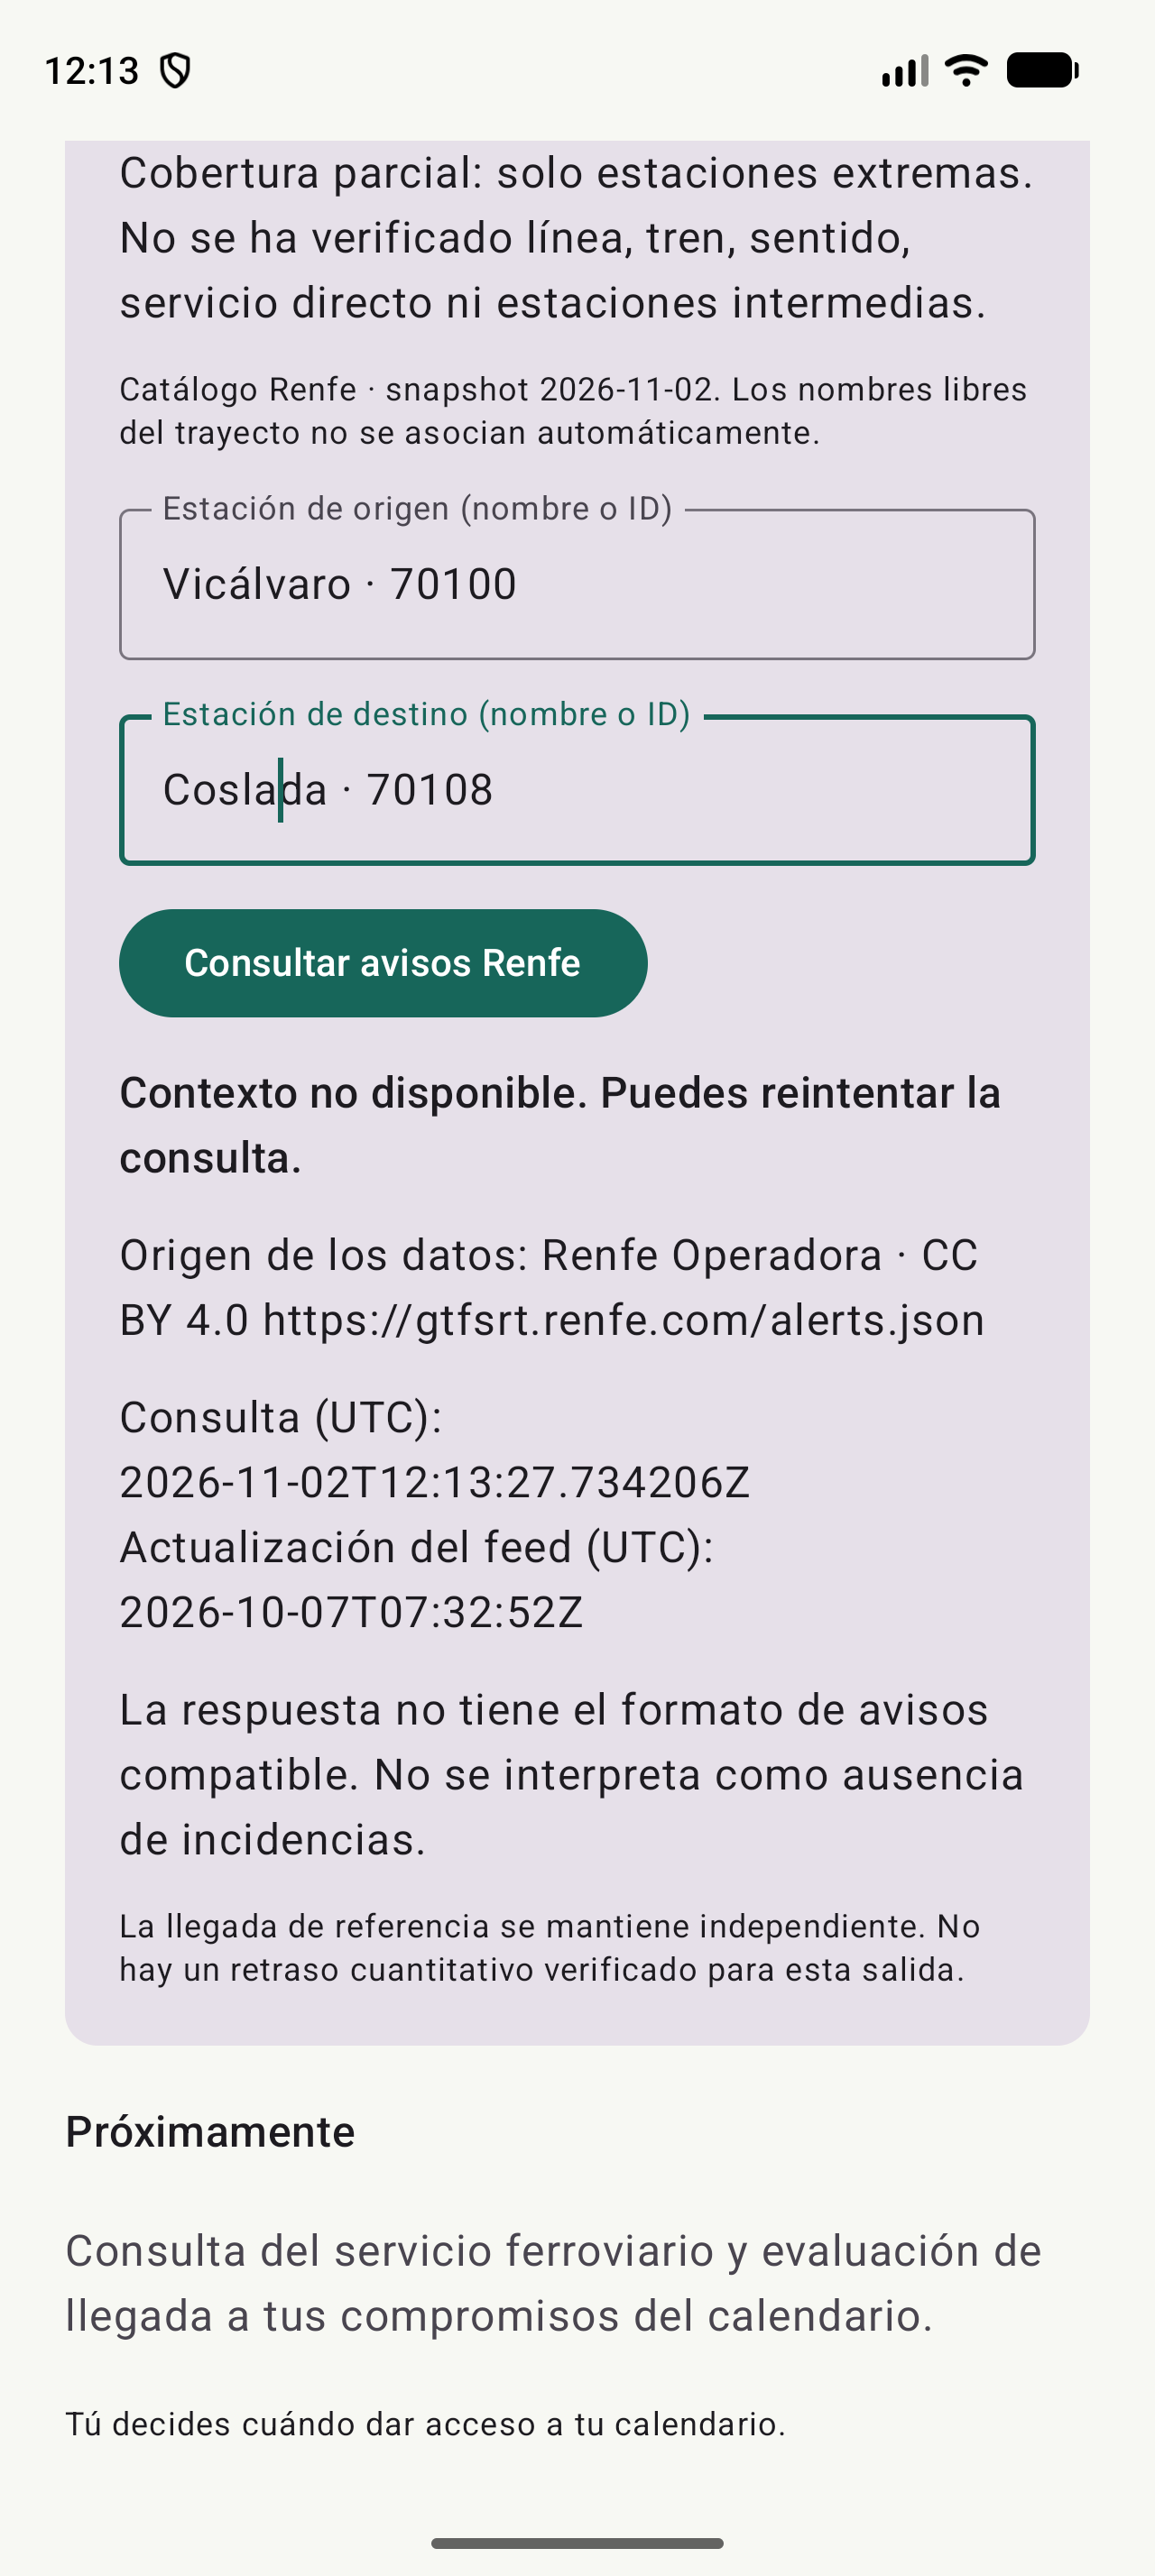 12:13
Cobertura parcial: solo estaciones extremas.
No se ha verificado línea, tren, sentido,
servicio directo ni estaciones intermedias.
Catálogo Renfe · snapshot 2026-11-02. Los nombres libres
del trayecto no se asocian automáticamente.
Estación de origen (nombre o ID)
Vicálvaro · 70100
Estación de destino (nombre o ID)
Coslada · 70108
Consultar avisos Renfe
Contexto no disponible. Puedes reintentar la
consulta.
Origen de los datos: Renfe Operadora · CC
BY 4.0 https://gtfsrt.renfe.com/alerts.json
Consulta (UTC):
2026-11-02T12:13:27.734206Z
Actualización del feed (UTC):
2026-10-07T07:32:52Z
La respuesta no tiene el formato de avisos
compatible. No se interpreta como ausencia
de incidencias.
La llegada de referencia se mantiene independiente. No
hay un retraso cuantitativo verificado para esta salida.
Próximamente
Consulta del servicio ferroviario y evaluación de
llegada a tus compromisos del calendario.
Tú decides cuándo dar acceso a tu calendario.